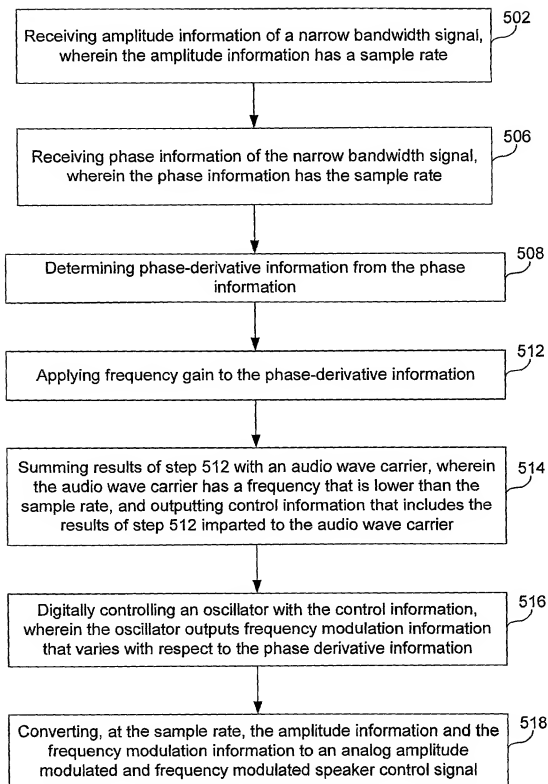 Receiving amplitude information of a narrow bandwidth signal,
wherein the amplitude information has a sample rate
502
Receiving phase information of the narrow bandwidth signal,
wherein the phase information has the sample rate
506
Determining phase-derivative information from the phase
information
508
Applying frequency gain to the phase-derivative information
512
Summing results of step 512 with an audio wave carrier, wherein
the audio wave carrier has a frequency that is lower than the
sample rate, and outputting control information that includes the
results of step 512 imparted to the audio wave carrier
514
Digitally controlling an oscillator with the control information,
wherein the oscillator outputs frequency modulation information
that varies with respect to the phase derivative information
516
Converting, at the sample rate, the amplitude information and the
frequency modulation information to an analog amplitude
modulated and frequency modulated speaker control signal
518